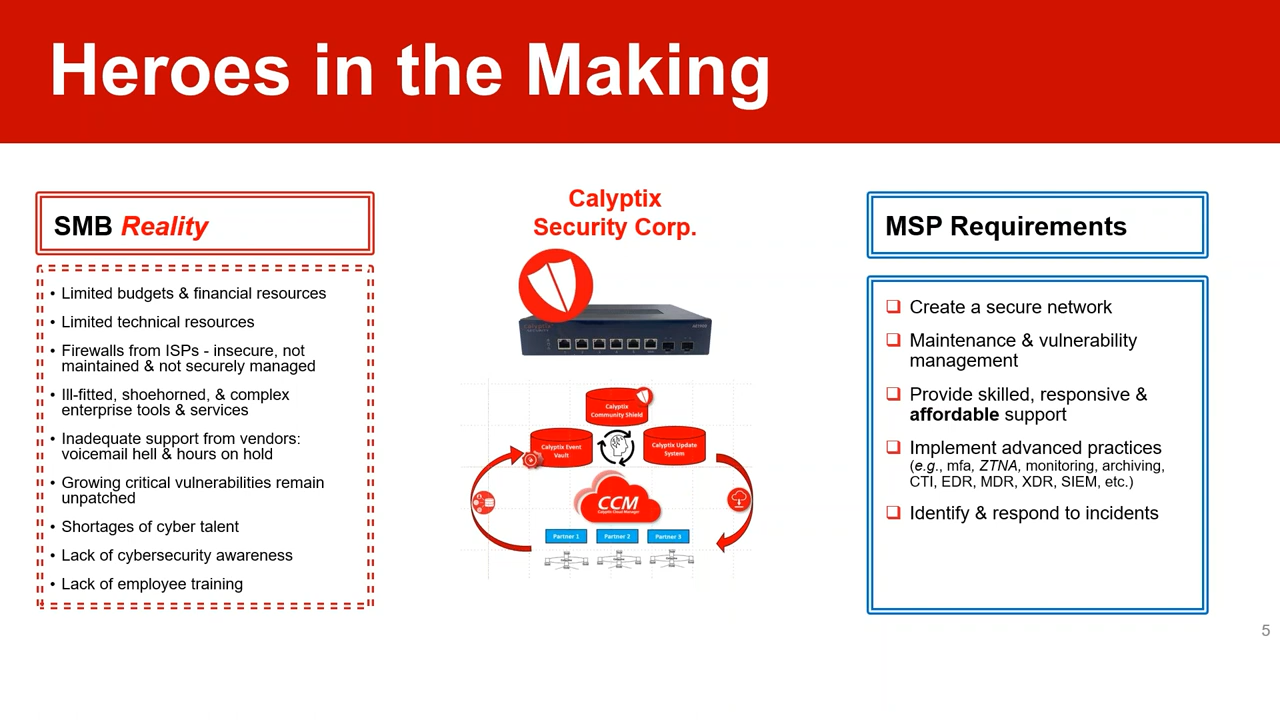 Heroes in the Making
SMB Reality
• Limited budgets & financial resources
• Limited technical resources
• Firewalls from ISPs - insecure, not
maintained & not securely managed
• Ill-fitted, shoehorned, & complex
enterprise tools & services
• Inadequate support from vendors:
voicemail hell & hours on hold
• Growing critical vulnerabilities remain
unpatched
• Shortages of cyber talent
• Lack of cybersecurity awareness
• Lack of employee training
Calyptix
Security Corp.
Calyptix
Community Shield
Calyptix Event
Vault
Calyptix Update
System
CCM
Calyptix Cloud Manager
Partner 1
Partner 2
Partner 3
MSP Requirements
❑ Create a secure network
❑ Maintenance & vulnerability
management
❑ Provide skilled, responsive &
affordable support
❑ Implement advanced practices
(e.g., mfa, ZTNA, monitoring, archiving,
CTI, EDR, MDR, XDR, SIEM, etc.)
❑ Identify & respond to incidents
5